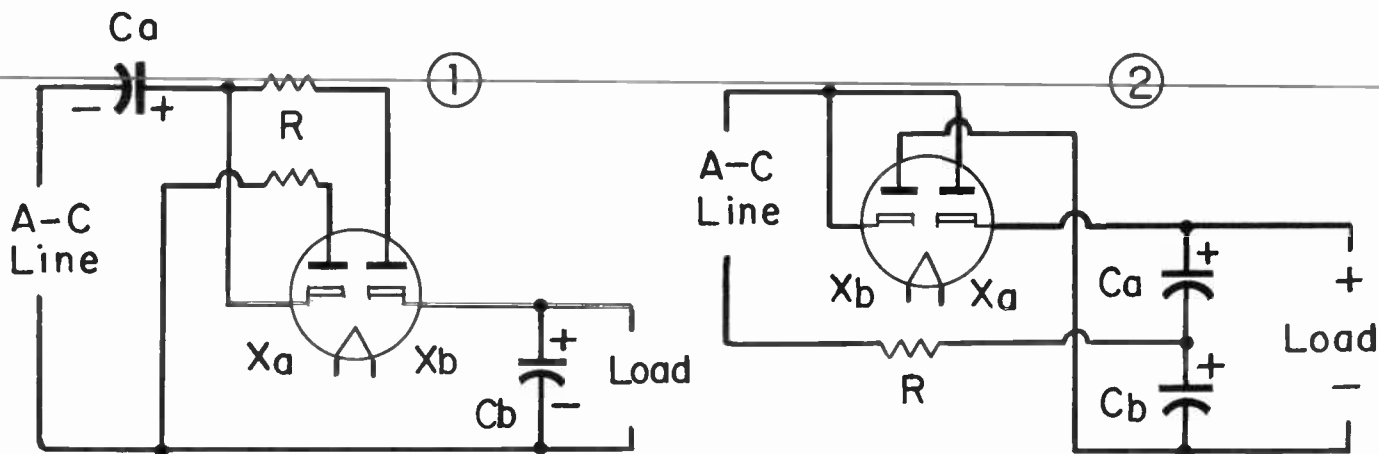 Ca
1
- +
R
A-C
Line
Xa
Xb
+
Cb
-
Load
2
A-C
Line
Xb
Xa
R
Ca
+
+
Cb
+
Load
-